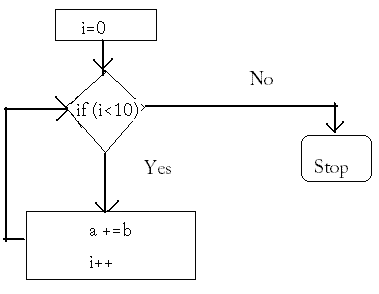 i=0
if (i<10)
No
Yes
Stop
a +=b
i++